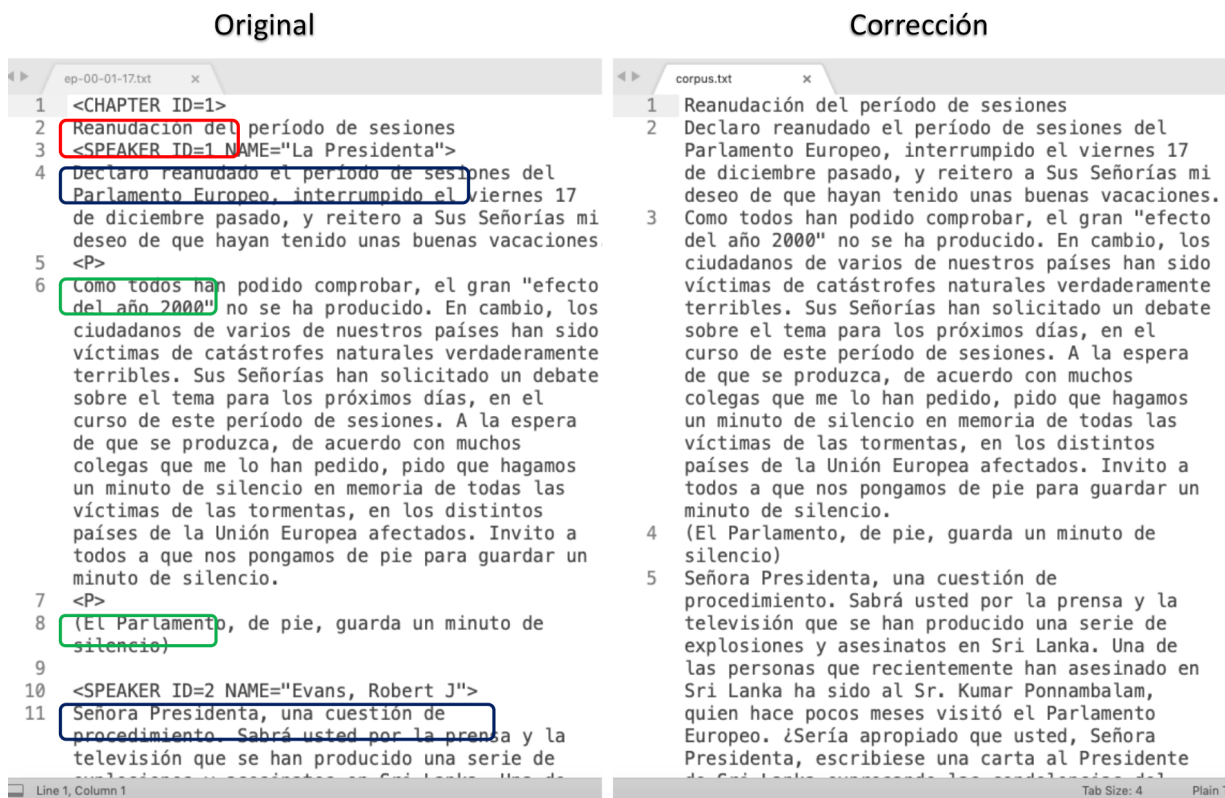 Original
Corrección
ep-00-01-17.txt ×
1 <CHAPTER ID=1>
2 Reanudación del período de sesiones
3 <SPEAKER ID=1 NAME="La Presidenta">
4 Declaro reanudado el período de sesiones del
Parlamento Europeo, interrumpido el viernes 17
de diciembre pasado, y reitero a Sus Señorías mi
deseo de que hayan tenido unas buenas vacaciones.
5 <P>
6 Como todos han podido comprobar, el gran "efecto
del año 2000" no se ha producido. En cambio, los
ciudadanos de varios de nuestros países han sido
víctimas de catástrofes naturales verdaderamente
terribles. Sus Señorías han solicitado un debate
sobre el tema para los próximos días, en el
curso de este período de sesiones. A la espera
de que se produzca, de acuerdo con muchos
colegas que me lo han pedido, pido que hagamos
un minuto de silencio en memoria de todas las
víctimas de las tormentas, en los distintos
países de la Unión Europea afectados. Invito a
todos a que nos pongamos de pie para guardar un
minuto de silencio.
7 <P>
8 (El Parlamento, de pie, guarda un minuto de
silencio)
9
10 <SPEAKER ID=2 NAME="Evans, Robert J">
11 Señora Presidenta, una cuestión de
procedimiento. Sabrá usted por la prensa y la
televisión que se han producido una serie de
explosiones y asesinatos en Sri Lanka. Una de
Line 1, Column 1
corpus.txt ×
1 Reanudación del período de sesiones
2 Declaro reanudado el período de sesiones del
Parlamento Europeo, interrumpido el viernes 17
de diciembre pasado, y reitero a Sus Señorías mi
deseo de que hayan tenido unas buenas vacaciones.
3 Como todos han podido comprobar, el gran "efecto
del año 2000" no se ha producido. En cambio, los
ciudadanos de varios de nuestros países han sido
víctimas de catástrofes naturales verdaderamente
terribles. Sus Señorías han solicitado un debate
sobre el tema para los próximos días, en el
curso de este período de sesiones. A la espera
de que se produzca, de acuerdo con muchos
colegas que me lo han pedido, pido que hagamos
un minuto de silencio en memoria de todas las
víctimas de las tormentas, en los distintos
países de la Unión Europea afectados. Invito a
todos a que nos pongamos de pie para guardar un
minuto de silencio.
4 (El Parlamento, de pie, guarda un minuto de
silencio)
5 Señora Presidenta, una cuestión de
procedimiento. Sabrá usted por la prensa y la
televisión que se han producido una serie de
explosiones y asesinatos en Sri Lanka. Una de
las personas que recientemente han asesinado en
Sri Lanka ha sido al Sr. Kumar Ponnambalam,
quien hace pocos meses visitó el Parlamento
Europeo. ¿Sería apropiado que usted, Señora
Presidenta, escribiese una carta al Presidente
de Sri Lanka expresando las condolencias del
Tab Size: 4 Plain